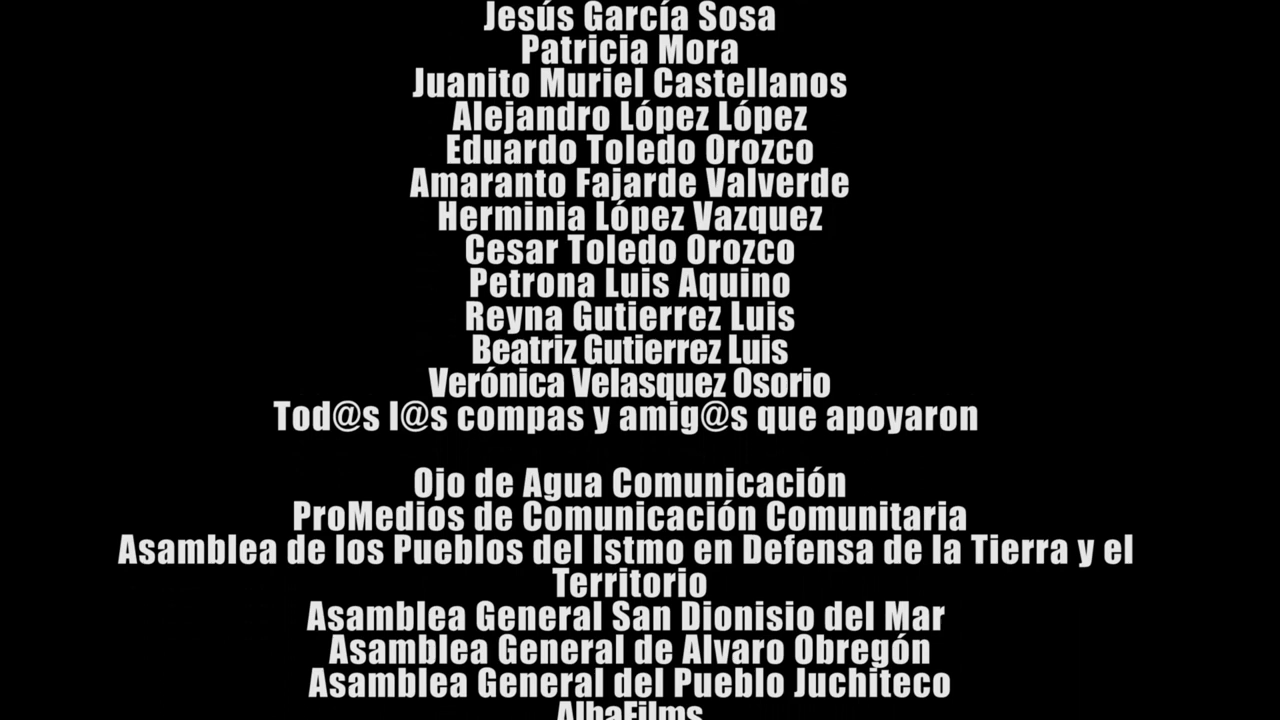 Jesús García Sosa
Patricia Mora
Juanito Muriel Castellanos
Alejandro López López
Eduardo Toledo Orozco
Amaranto Fajarde Valverde
Herminia López Vazquez
Cesar Toledo Orozco
Petrona Luis Aquino
Reyna Gutierrez Luis
Beatriz Gutierrez Luis
Verónica Velasquez Osorio
Tod@s l@s compas y amig@s que apoyaron
Ojo de Agua Comunicación
ProMedios de Comunicación Comunitaria
Asamblea de los Pueblos del Istmo en Defensa de la Tierra y el
Territorio
Asamblea General San Dionisio del Mar
Asamblea General de Alvaro Obregón
Asamblea General del Pueblo Juchiteco
AlbaFilms